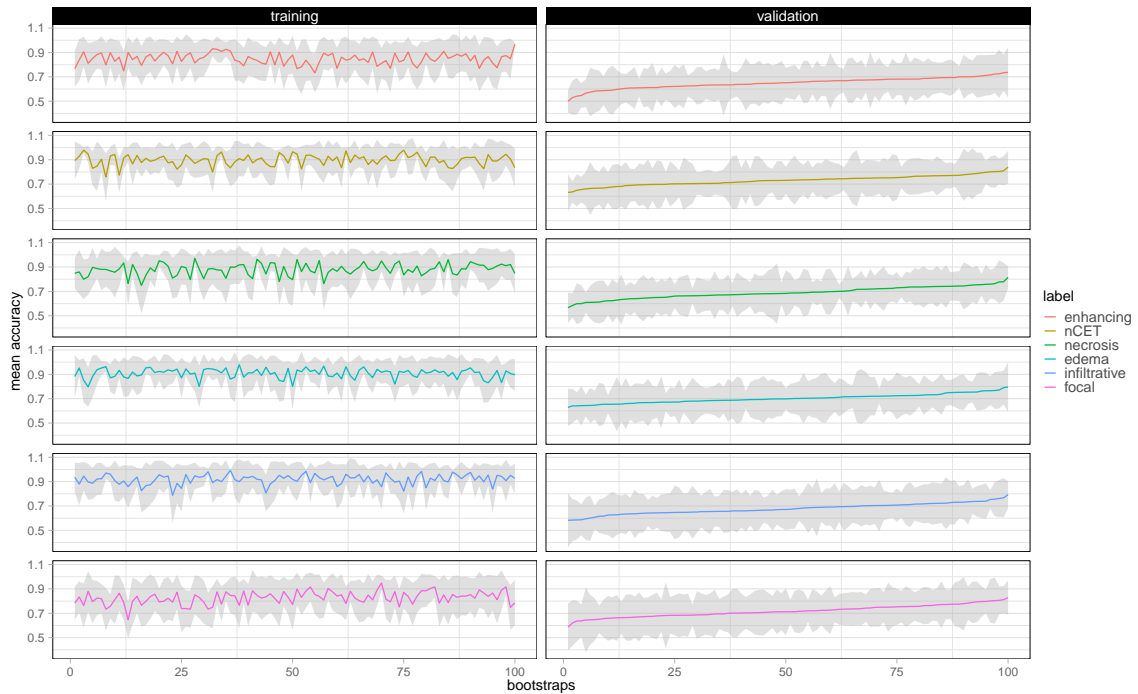 training validation
1.1
0.9
0.7
0.5
1.1
0.9
0.7
0.5
1.1
0.9
0.7
0.5
1.1
0.9
0.7
0.5
1.1
0.9
0.7
0.5
1.1
0.9
0.7
0.5
mean accuracy
0 25 50 75 100 0 25 50 75 100
bootstraps
label
enhancing
nCET
necrosis
edema
infiltrative
focal